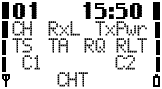 01 15:50
CH RxL TxPwr
TS TA RQ RLT
C1 C2
CHT